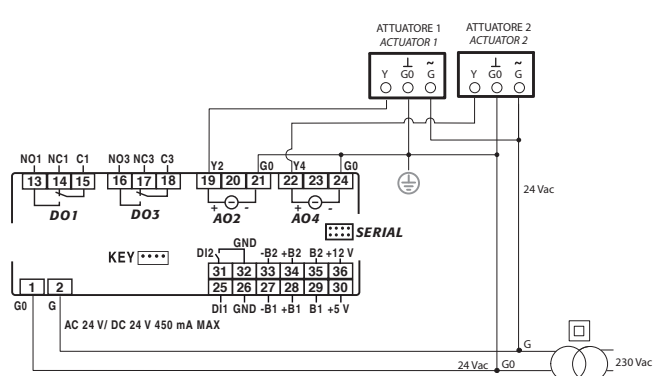 ATTUATORE 1 ATTUATORE 2
ACTUATOR 1 ACTUATOR 2
⊥ ~ ⊥ ~
Y G0 G Y G0 G
NO1 NC1 C1 NO3 NC3 C3 Y2 G0 Y4 G0
13 14 15 16 17 18 19 20 21 22 23 24
+ - + -
DO1 DO3 AO2 AO4
24 Vac
SERIAL
KEY
GND
DI2 -B2 +B2 B2 +12 V
31 32 33 34 35 36
1 2 25 26 27 28 29 30
G0 G DI1 GND -B1 +B1 B1 +5 V
AC 24 V/ DC 24 V 450 mA MAX
G
24 Vac G0 230 Vac